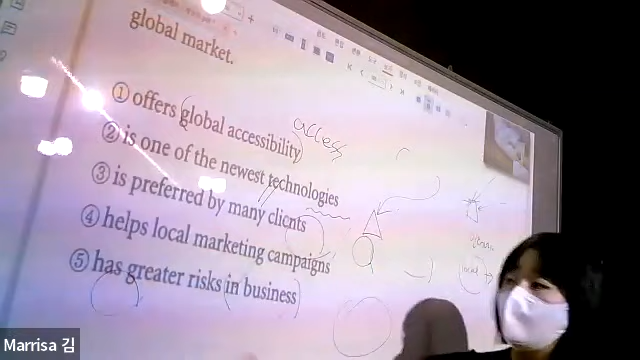 global market.
① offers global accessibility
access
② is one of the newest technologies
③ is preferred by many clients
④ helps local marketing campaigns
⑤ has greater risks in business
Marrisa 김